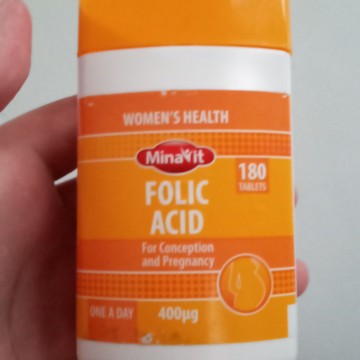 WOMEN'S HEALTH
MinaVit
180
TABLETS
FOLIC
ACID
For Conception
and Pregnancy
ONE A DAY
400µg